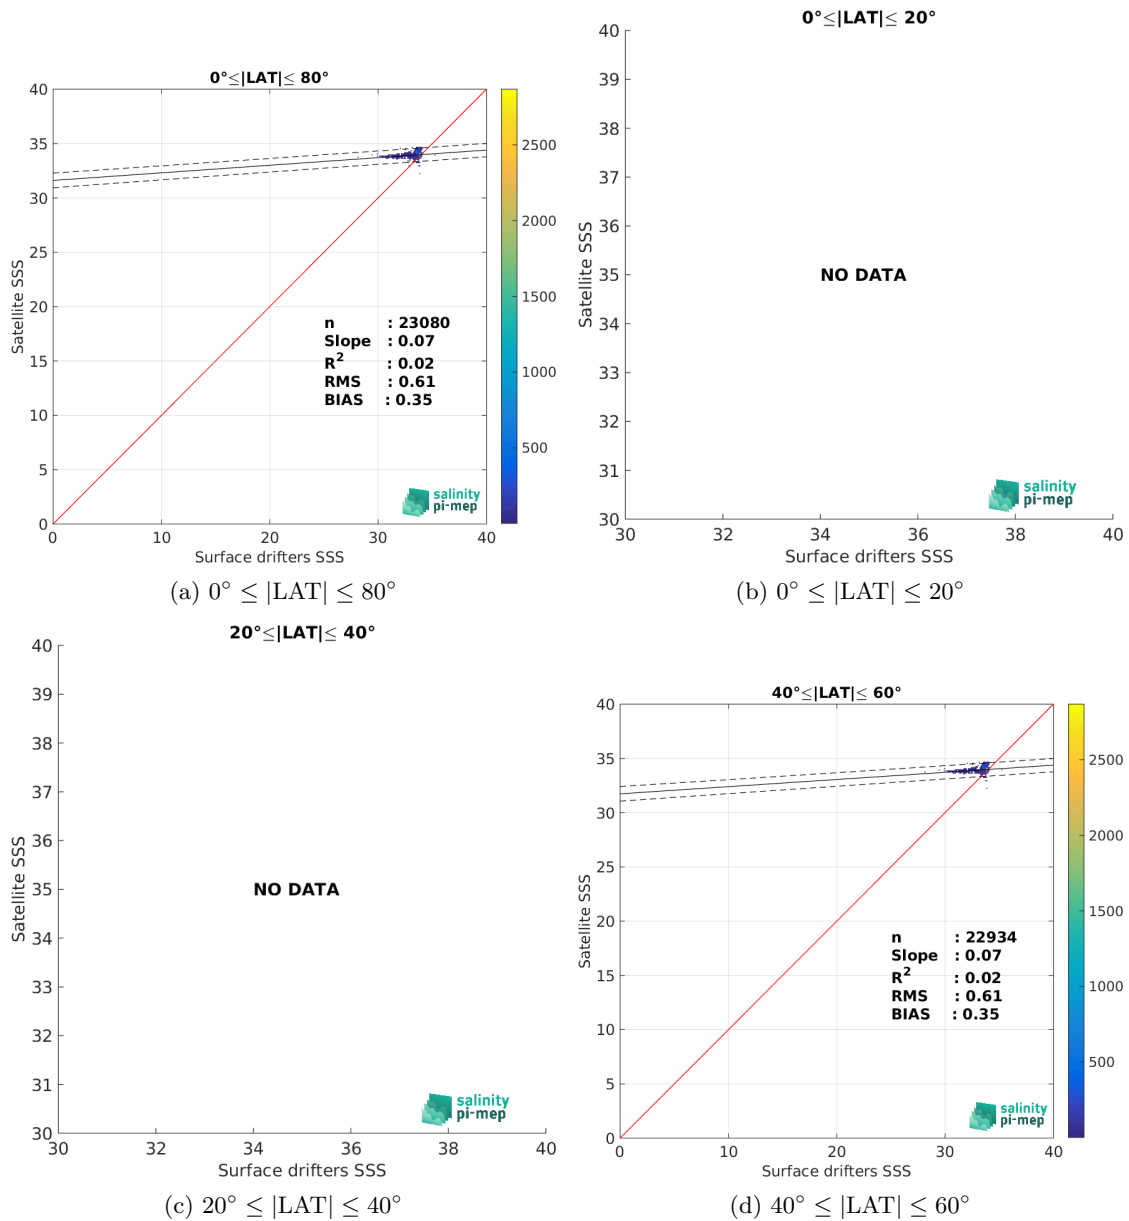 0°≤|LAT|≤ 80°
40
35
30
25
20
15
10
5
0
Satellite SSS
n : 23080
Slope : 0.07
R2 : 0.02
RMS : 0.61
BIAS : 0.35
salinity
pi-mep
0 10 20 30 40
Surface drifters SSS
2500
2000
1500
1000
500
(a) 0° ≤ |LAT| ≤ 80°
0°≤|LAT|≤ 20°
40
39
38
37
36
35
34
33
32
31
30
Satellite SSS
NO DATA
salinity
pi-mep
30 32 34 36 38 40
Surface drifters SSS
(b) 0° ≤ |LAT| ≤ 20°
20°≤|LAT|≤ 40°
40
39
38
37
36
35
34
33
32
31
30
Satellite SSS
NO DATA
salinity
pi-mep
30 32 34 36 38 40
Surface drifters SSS
(c) 20° ≤ |LAT| ≤ 40°
40°≤|LAT|≤ 60°
40
35
30
25
20
15
10
5
0
Satellite SSS
n : 22934
Slope : 0.07
R2 : 0.02
RMS : 0.61
BIAS : 0.35
salinity
pi-mep
0 10 20 30 40
Surface drifters SSS
2500
2000
1500
1000
500
(d) 40° ≤ |LAT| ≤ 60°